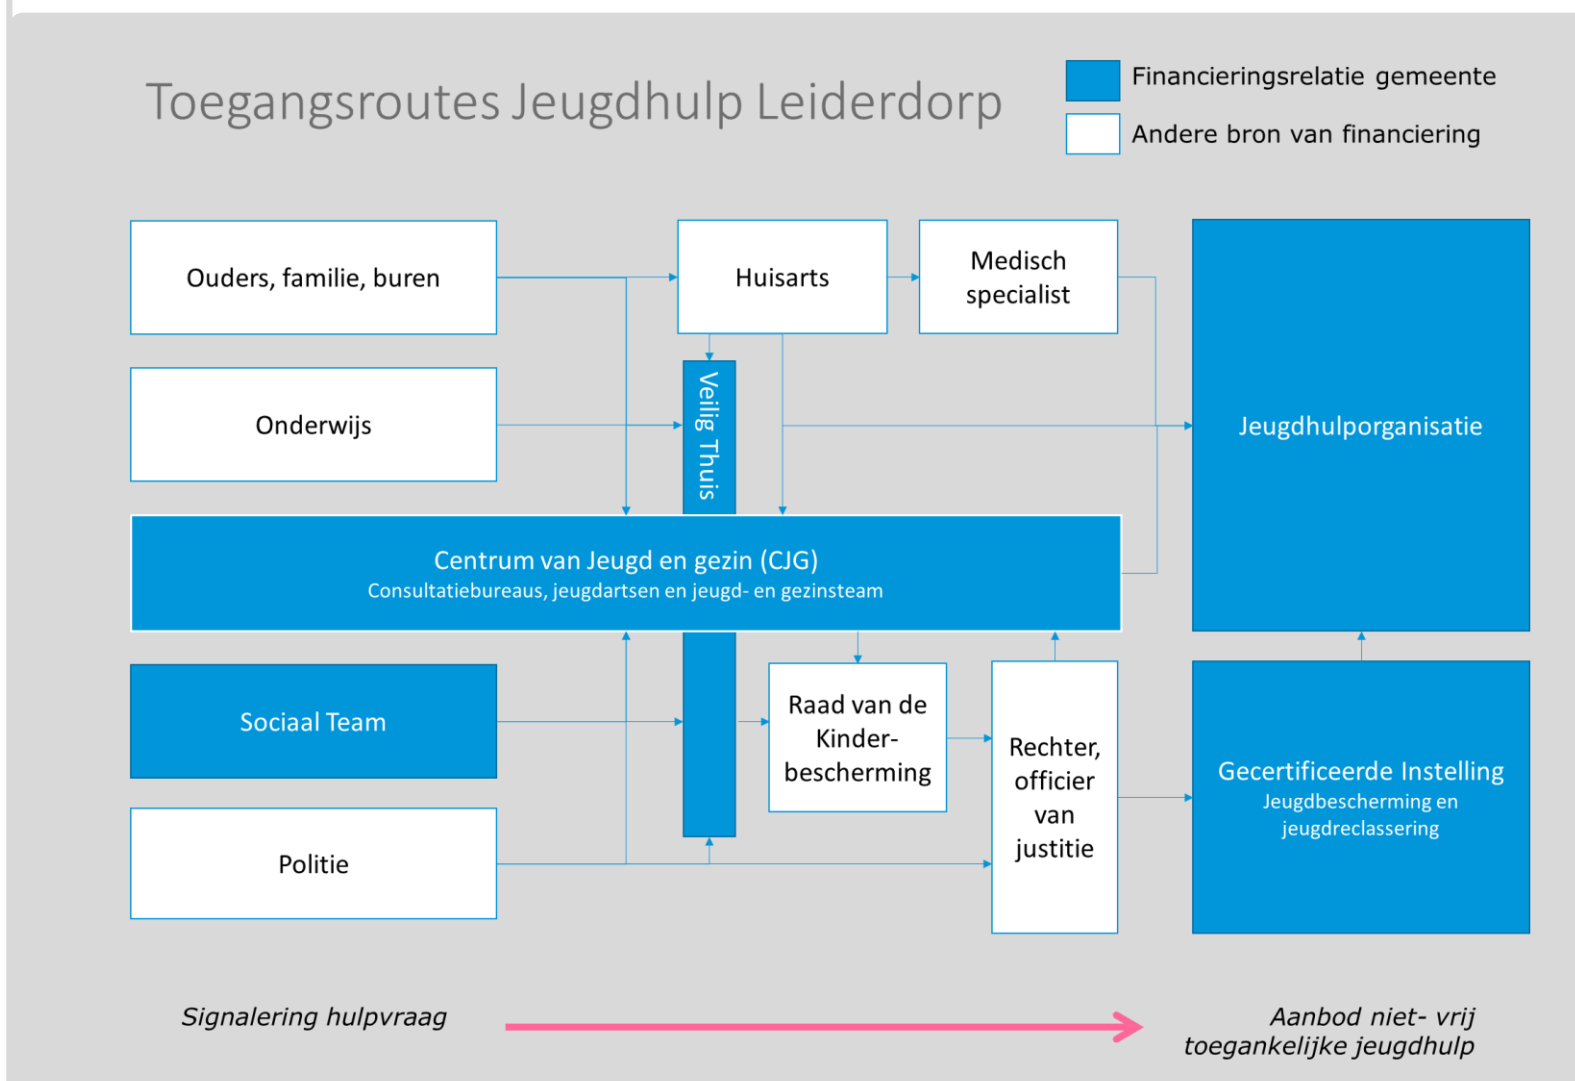 Toegangsroutes Jeugdhulp Leiderdorp
Financieringsrelatie gemeente
Andere bron van financiering
Ouders, familie, buren
Huisarts
Medisch
specialist
Jeugdhulporganisatie
Onderwijs
Veilig Thuis
Centrum van Jeugd en gezin (CJG)
Consultatiebureaus, jeugdartsen en jeugd- en gezinsteam
Sociaal Team
Raad van de
Kinder-
bescherming
Rechter,
officier
van
justitie
Gecertificeerde Instelling
Jeugdbescherming en
jeugdreclassering
Politie
Signalering hulpvraag
Aanbod niet- vrij
toegankelijke jeugdhulp